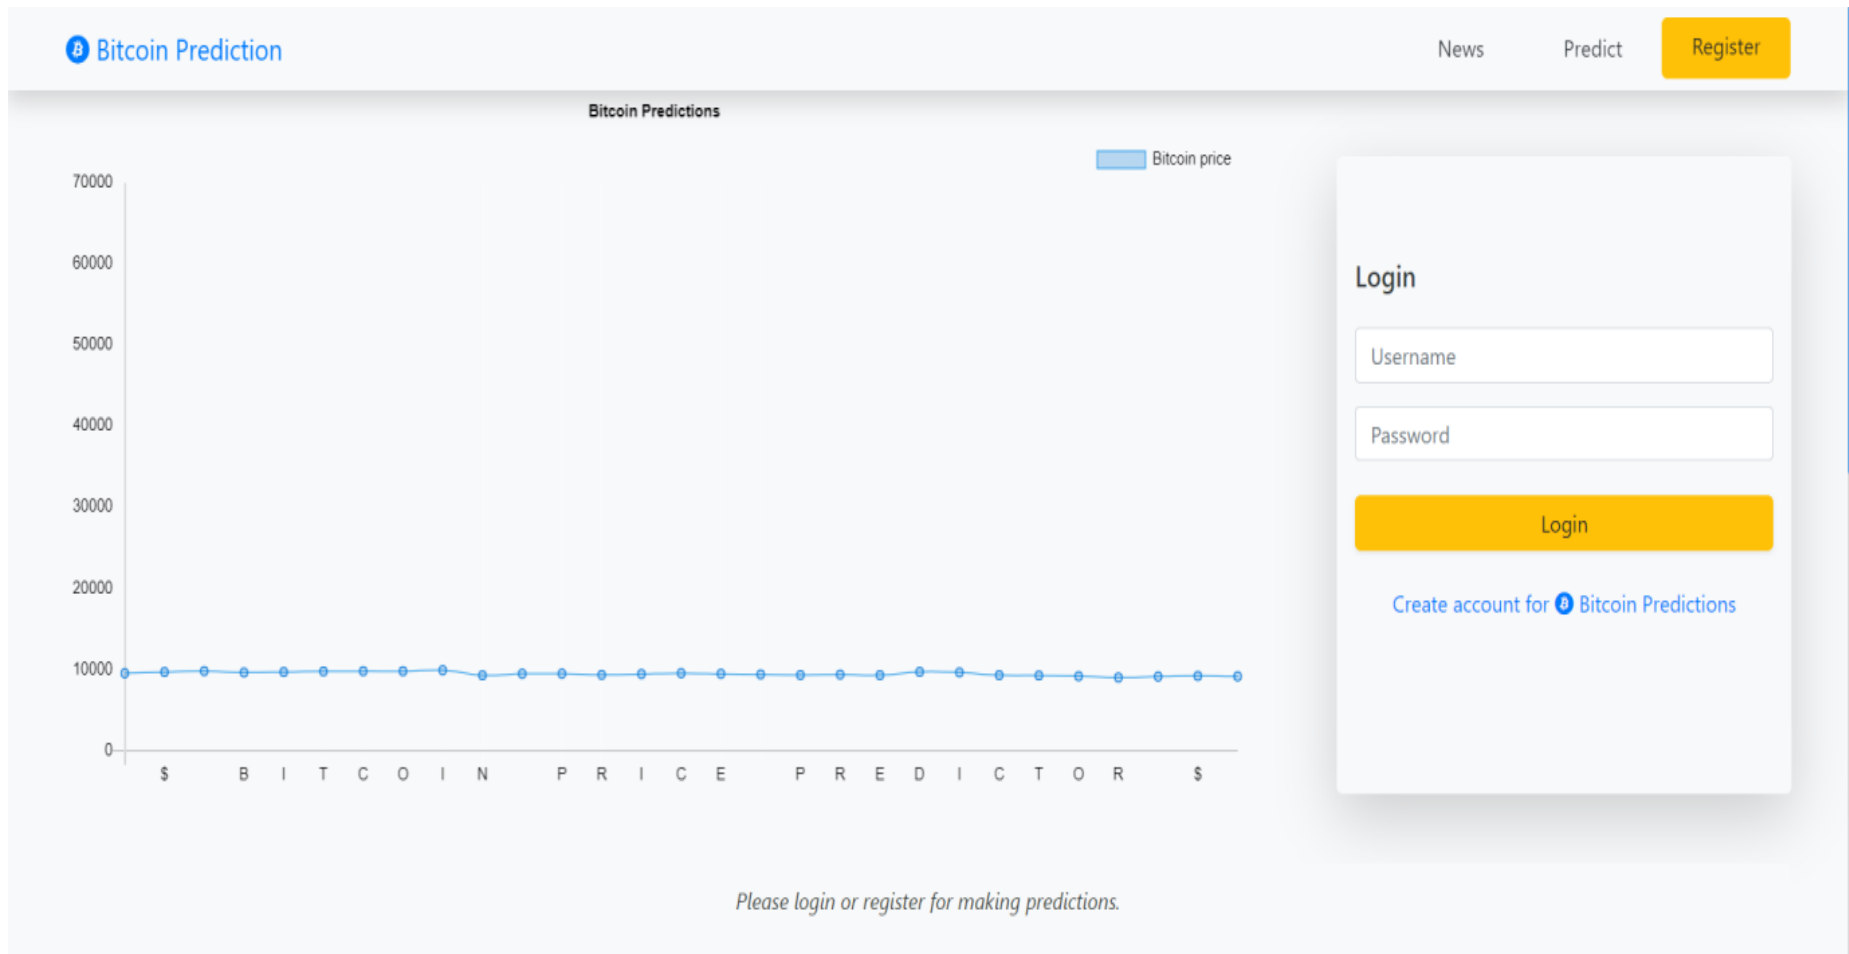 Bitcoin Prediction
News Predict Register
Bitcoin Predictions
Bitcoin price
70000
60000
50000
40000
30000
20000
10000
0
$ B I T C O I N P R I C E P R E D I C T O R $
Login
Username
Password
Login
Create account for Bitcoin Predictions
Please login or register for making predictions.